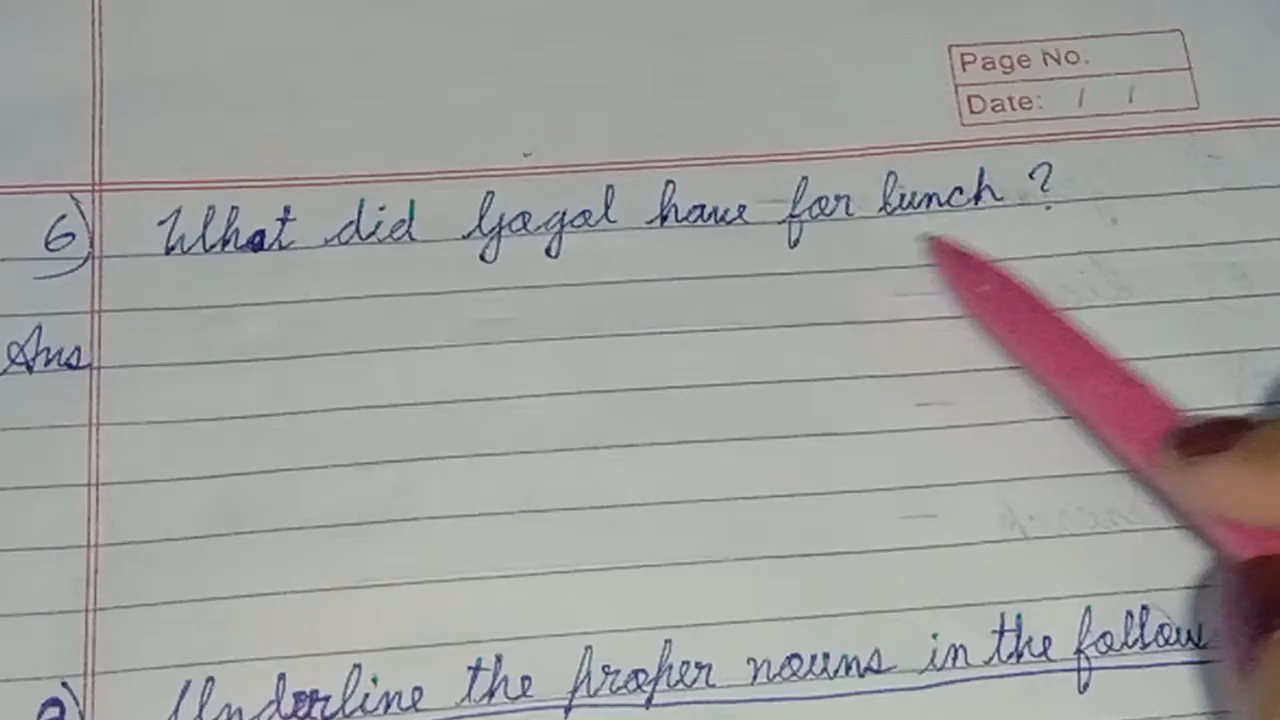 Page No.
Date: / /
6) What did Gagal have for lunch ?
Ans
Underline the proper nouns in the follow